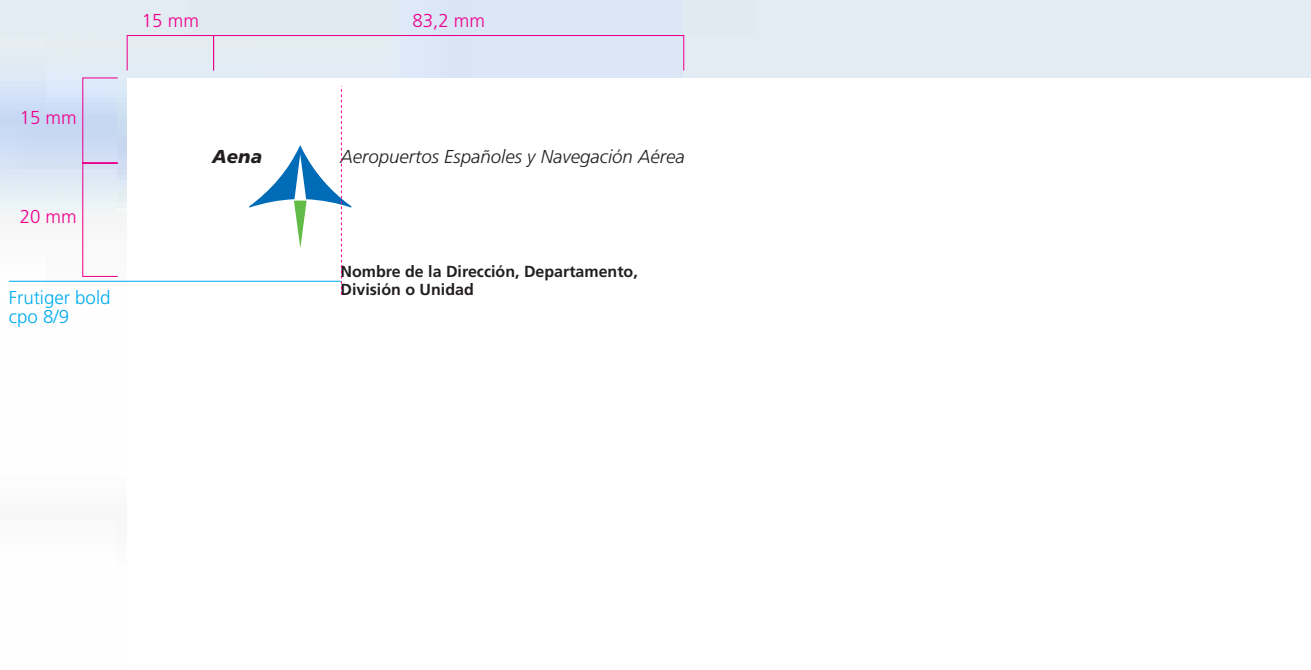 15 mm
83,2 mm
15 mm
Aena
Aeropuertos Españoles y Navegación Aérea
20 mm
Nombre de la Dirección, Departamento,
División o Unidad
Frutiger bold
cpo 8/9